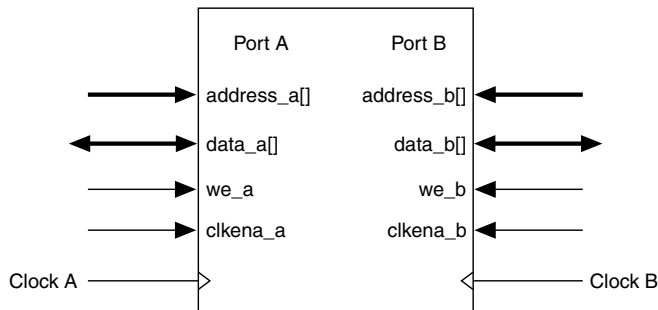 Port A Port B
address_a[] address_b[]
data_a[] data_b[]
we_a we_b
clkena_a clkena_b
Clock A Clock B